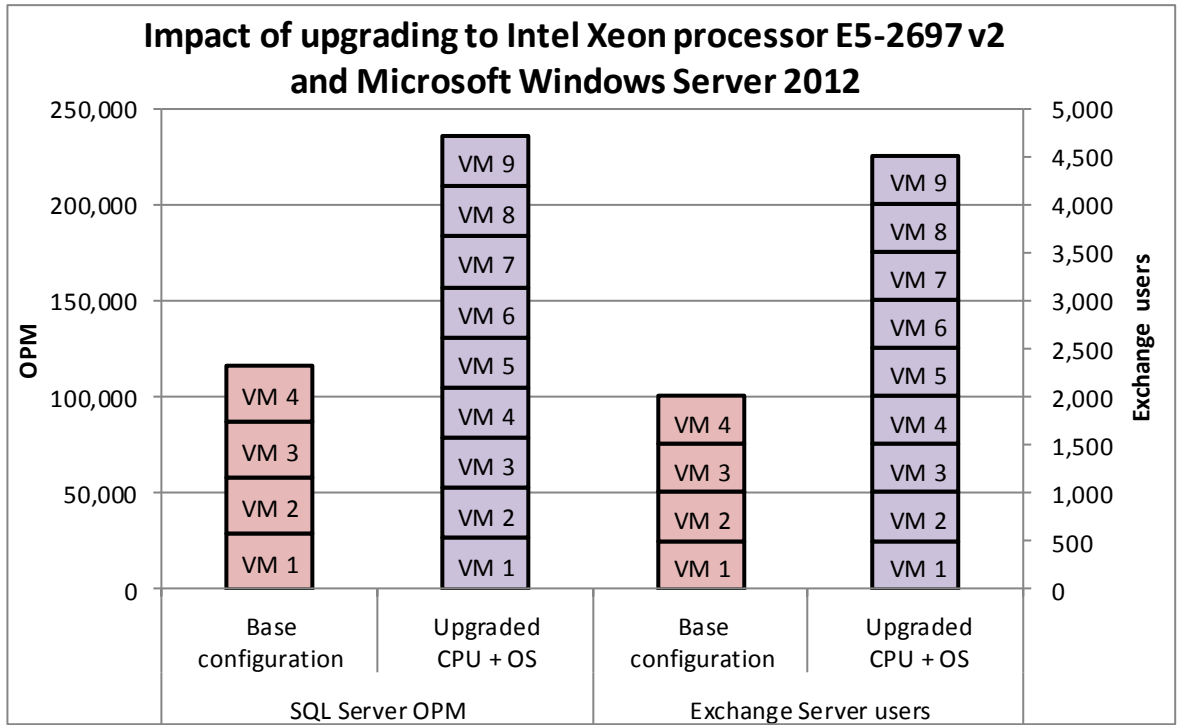 Impact of upgrading to Intel Xeon processor E5-2697 v2
and Microsoft Windows Server 2012
250,000
200,000
150,000
100,000
50,000
0
OPM
5,000
4,500
4,000
3,500
3,000
2,500
2,000
1,500
1,000
500
0
Exchange users
VM 4
VM 3
VM 2
VM 1
VM 9
VM 8
VM 7
VM 6
VM 5
VM 4
VM 3
VM 2
VM 1
VM 4
VM 3
VM 2
VM 1
VM 9
VM 8
VM 7
VM 6
VM 5
VM 4
VM 3
VM 2
VM 1
Base
configuration
Upgraded
CPU + OS
Base
configuration
Upgraded
CPU + OS
SQL Server OPM
Exchange Server users